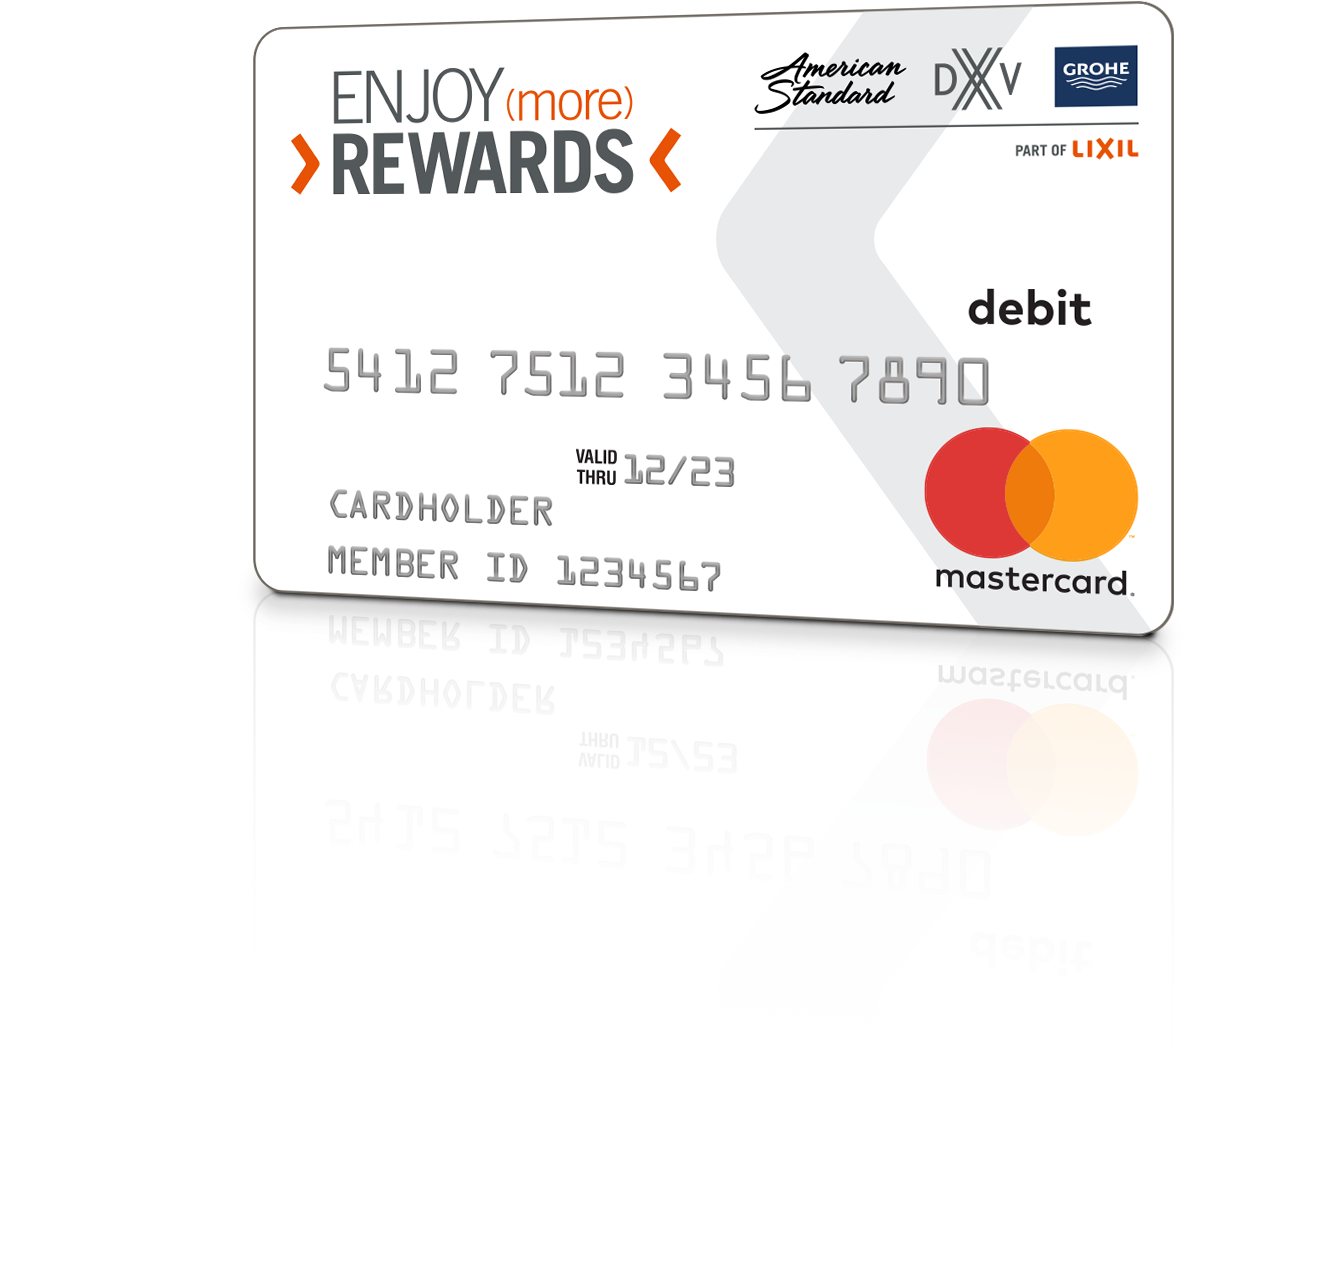 ENJOY (more)
REWARDS
American Standard
DXV
GROHE
PART OF LIXIL
debit
5412 7512 3456 7890
VALID THRU 12/23
CARDHOLDER
MEMBER ID 1234567
mastercard.